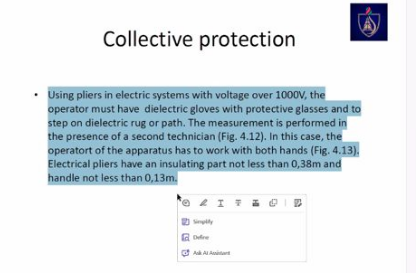 Collective protection
• Using pliers in electric systems with voltage over 1000V, the
operator must have dielectric gloves with protective glasses and to
step on dielectric rug or path. The measurement is performed in
the presence of a second technician (Fig. 4.12). In this case, the
operatort of the apparatus has to work with both hands (Fig. 4.13).
Electrical pliers have an insulating part not less than 0,38m and
handle not less than 0,13m.
Simplify
Define
Ask AI Assistant